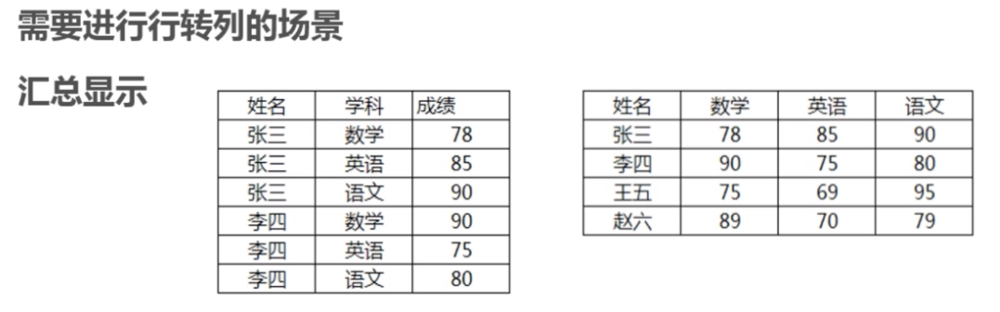 需要进行行转列的场景
汇总显示
姓名 学科 成绩
张三 数学 78
张三 英语 85
张三 语文 90
李四 数学 90
李四 英语 75
李四 语文 80
姓名 数学 英语 语文
张三 78 85 90
李四 90 75 80
王五 75 69 95
赵六 89 70 79